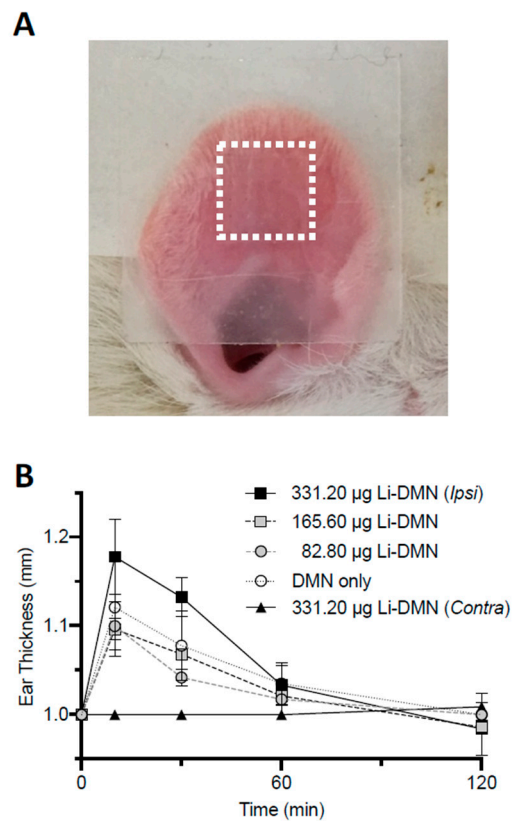 A
B
331.20 µg Li-DMN (Ipsi)
165.60 µg Li-DMN
82.80 µg Li-DMN
DMN only
331.20 µg Li-DMN (Contra)
Ear Thickness (mm)
1.2
1.10
1.0
0
60
120
Time (min)